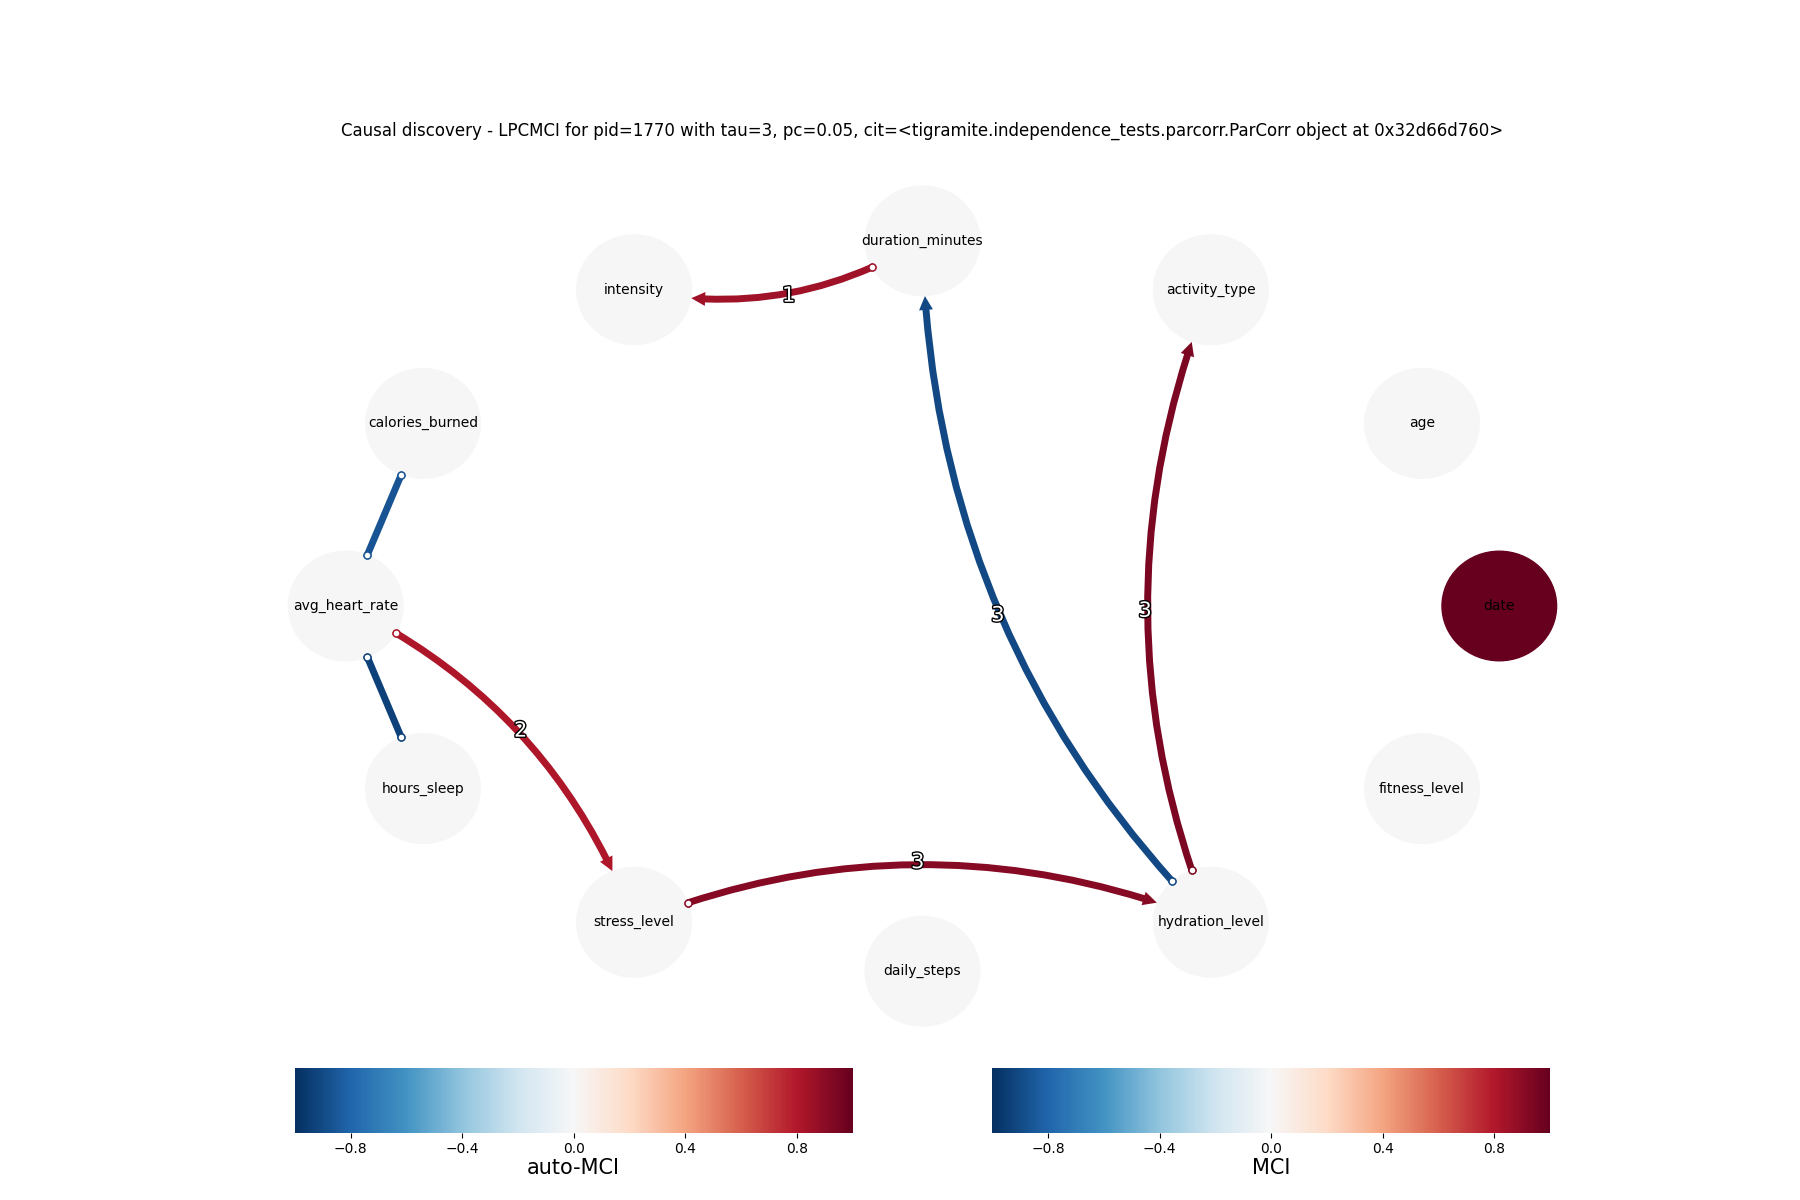 Causal discovery - LPCMCI for pid=1770 with tau=3, pc=0.05, cit=<tigramite.independence_tests.parcorr.ParCorr object at 0x32d66d760>
duration_minutes
intensity
activity_type
1
calories_burned
age
avg_heart_rate
date
3
3
2
hours_sleep
fitness_level
3
stress_level
hydration_level
daily_steps
−0.8
−0.4
0.0
0.4
0.8
auto-MCI
−0.8
−0.4
0.0
0.4
0.8
MCI